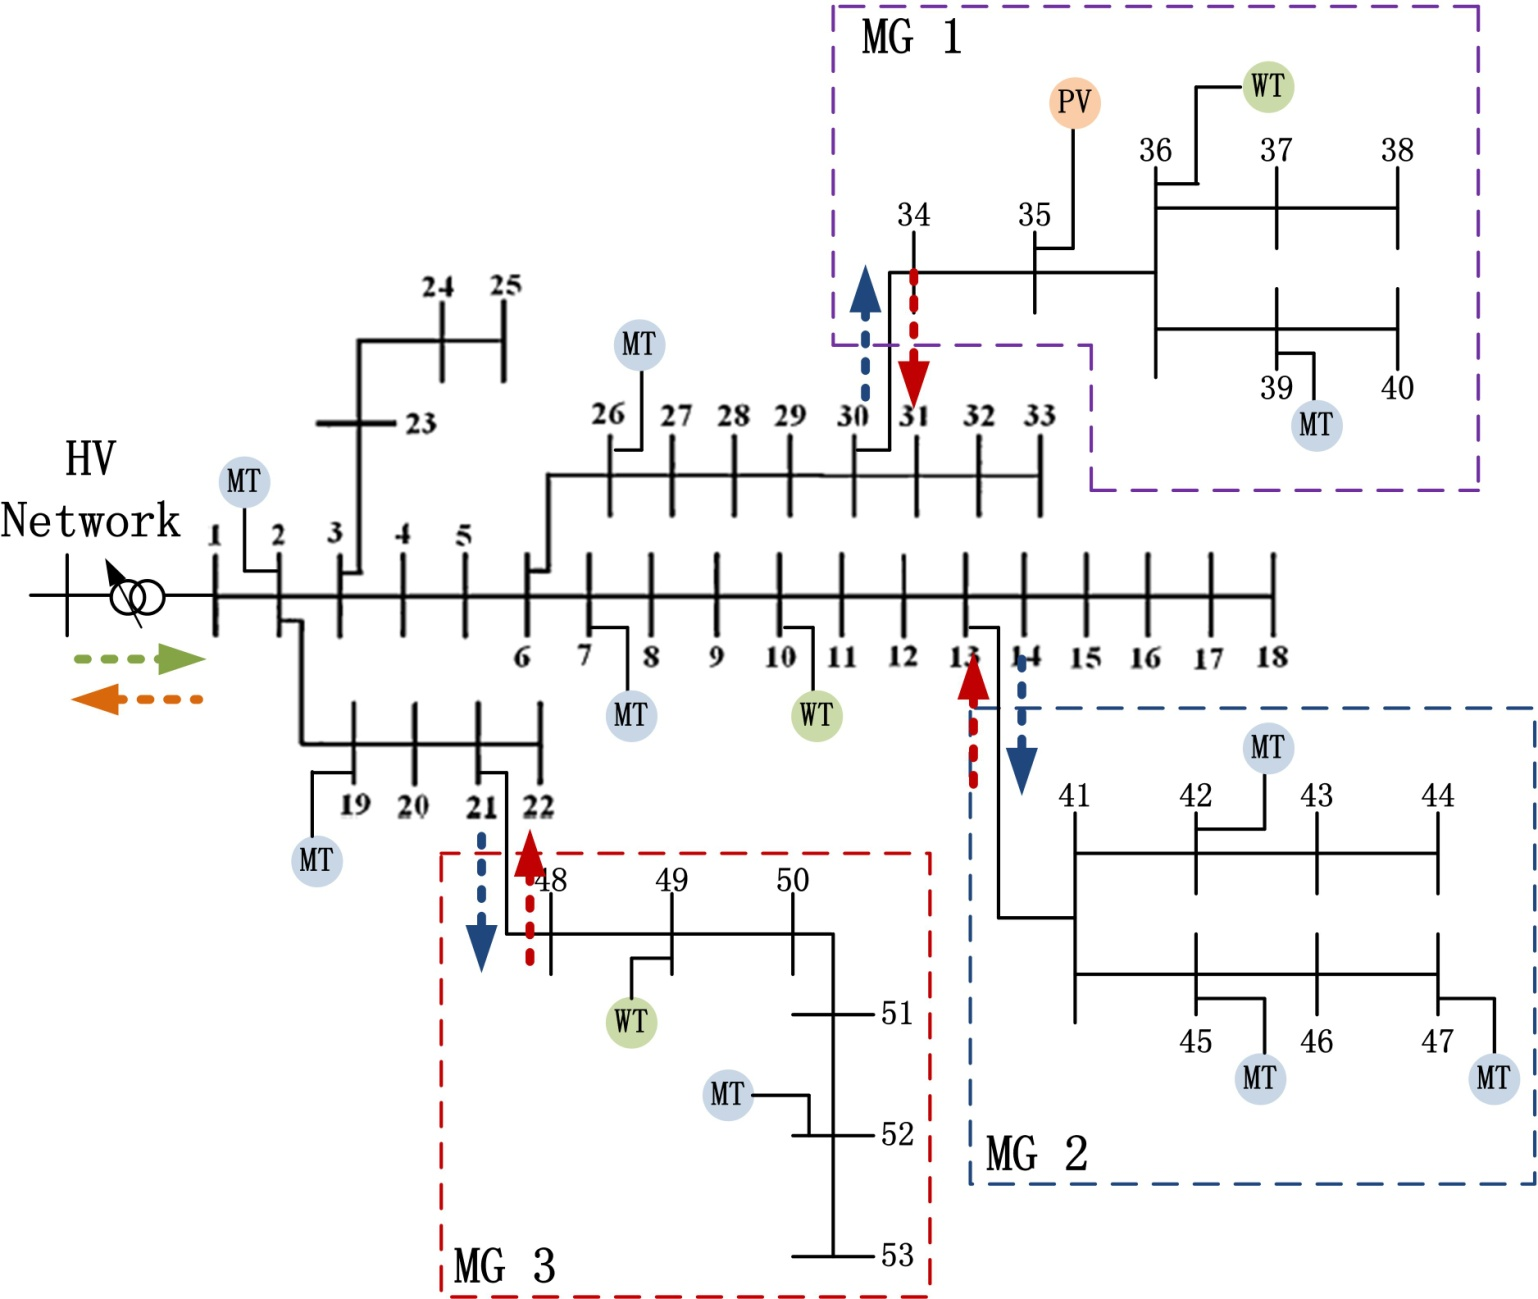 MG 1
WT
PV
36 37 38
34 35
24 25
MT
39 40
MT
26 27 28 29 30 31 32 33
23
HV
Network
MT
1 2 3 4 5
6 7 8 9 10 11 12 13 14 15 16 17 18
MT
WT
19 20 21 22
MT
MT
41 42 43 44
48 49 50
WT
51
45 46 47
MT
MT
MT
52
MG 2
53
MG 3